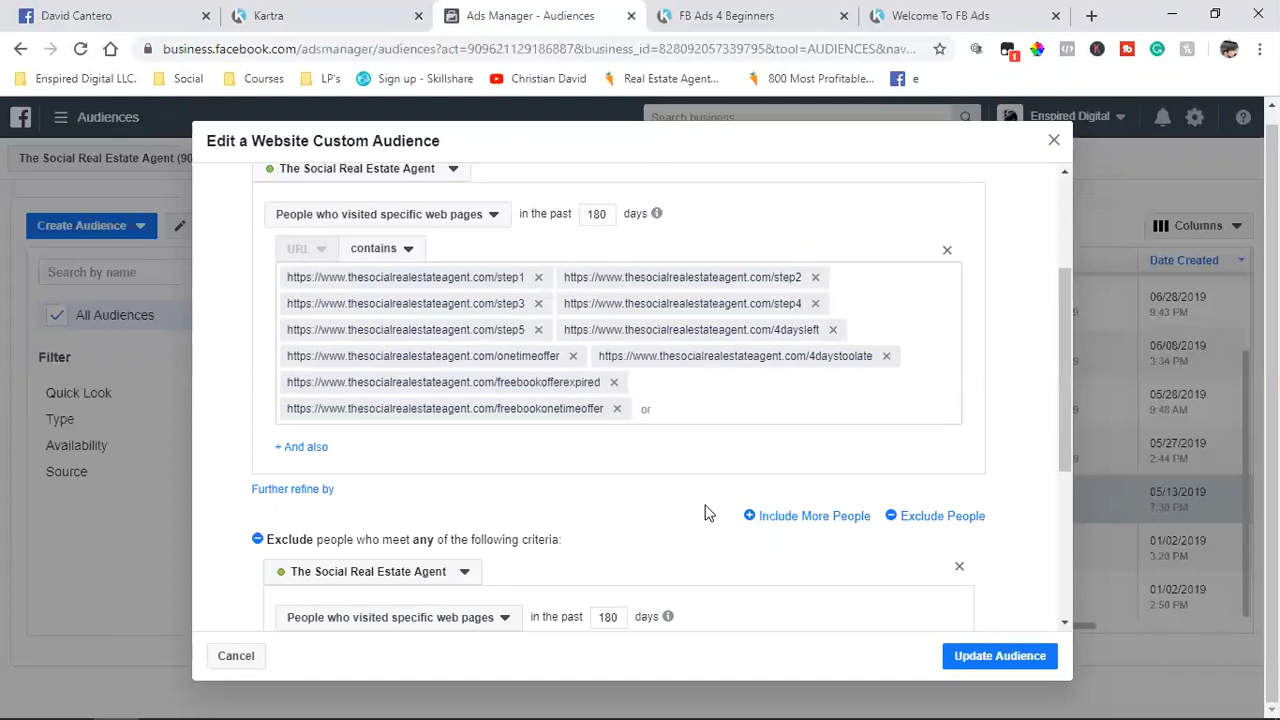 David Cantero
Kartra
Ads Manager - Audiences
FB Ads 4 Beginners
Welcome To FB Ads
business.facebook.com/adsmanager/audiences?act=909621129186887&business_id=828092057339795&tool=AUDIENCES&nav...
Enspired Digital LLC.
Social
Courses
LP's
Sign up - Skillshare
Christian David
Real Estate Agent...
800 Most Profitable...
e
Audiences
Search business
Enspired Digital
The Social Real Estate Agent (90
Edit a Website Custom Audience
The Social Real Estate Agent
Create Audience
Columns
People who visited specific web pages in the past 180 days
URL contains
Search by name
Date Created
All Audiences
https://www.thesocialrealestateagent.com/step1 https://www.thesocialrealestateagent.com/step2
https://www.thesocialrealestateagent.com/step3 https://www.thesocialrealestateagent.com/step4
https://www.thesocialrealestateagent.com/step5 https://www.thesocialrealestateagent.com/4daysleft
https://www.thesocialrealestateagent.com/onetimeoffer https://www.thesocialrealestateagent.com/4daystoolate
https://www.thesocialrealestateagent.com/freebookofferexpired
https://www.thesocialrealestateagent.com/freebookonetimeoffer or
+ And also
Further refine by
Include More People
Exclude People
Exclude people who meet any of the following criteria:
The Social Real Estate Agent
People who visited specific web pages in the past 180 days
Cancel
Update Audience
Filter
Quick Look
Type
Availability
Source
06/28/2019
9:43 PM
06/08/2019
3:34 PM
05/28/2019
9:48 AM
05/27/2019
2:44 PM
05/13/2019
7:30 PM
01/02/2019
3:20 PM
01/02/2019
2:50 PM